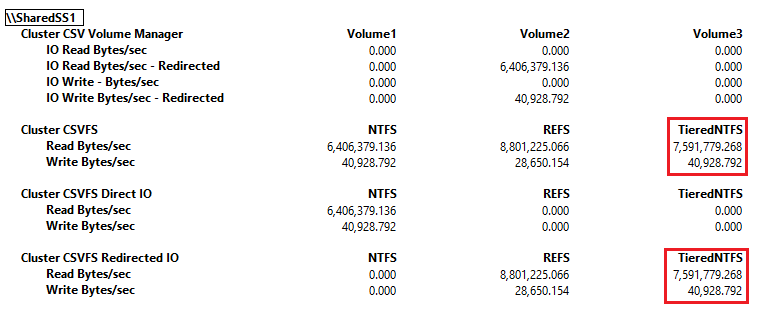 \\SharedSS1
Cluster CSV Volume Manager Volume1 Volume2 Volume3
IO Read Bytes/sec 0.000 0.000 0.000
IO Read Bytes/sec - Redirected 0.000 6,406,379.136 0.000
IO Write - Bytes/sec 0.000 0.000 0.000
IO Write Bytes/sec - Redirected 0.000 40,928.792 0.000
Cluster CSVFS NTFS REFS TieredNTFS
Read Bytes/sec 6,406,379.136 8,801,225.066 7,591,779.268
Write Bytes/sec 40,928.792 28,650.154 40,928.792
Cluster CSVFS Direct IO NTFS REFS TieredNTFS
Read Bytes/sec 6,406,379.136 0.000 0.000
Write Bytes/sec 40,928.792 0.000 0.000
Cluster CSVFS Redirected IO NTFS REFS TieredNTFS
Read Bytes/sec 0.000 8,801,225.066 7,591,779.268
Write Bytes/sec 0.000 28,650.154 40,928.792